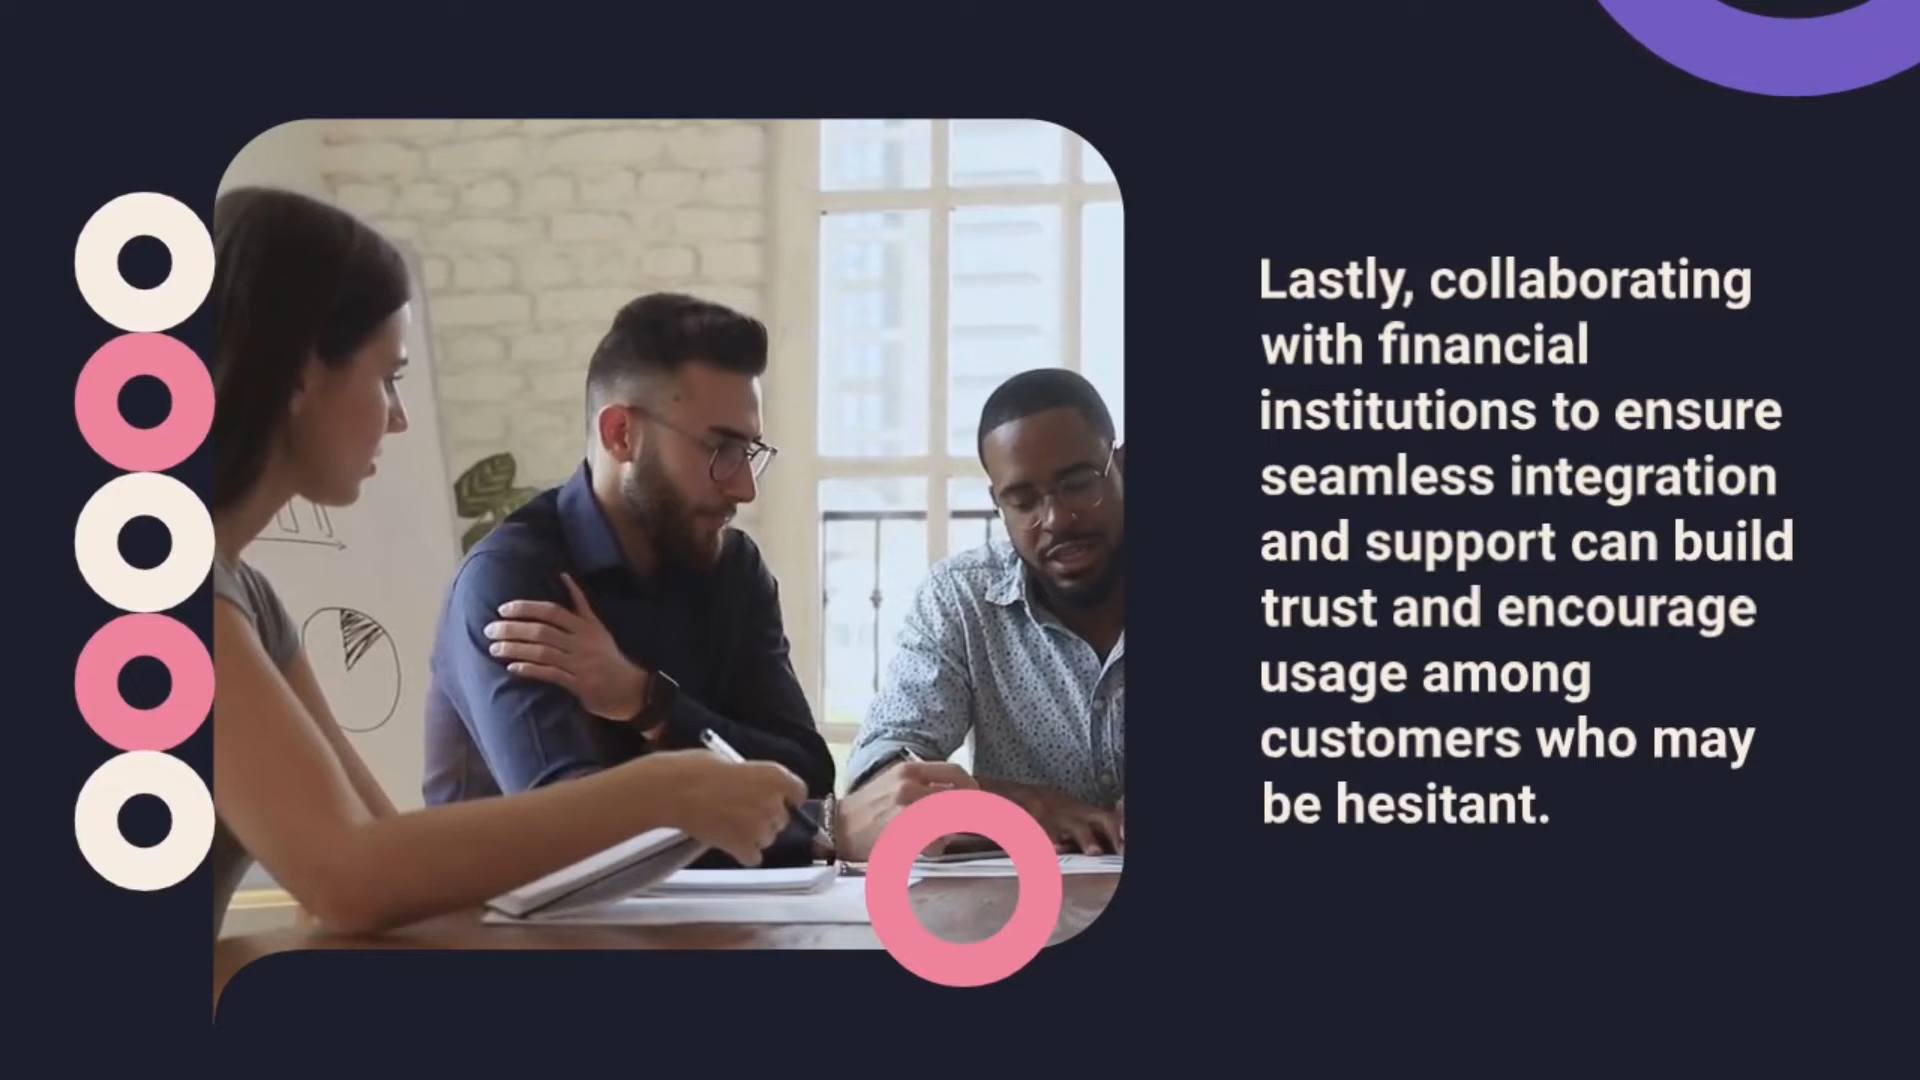 Lastly, collaborating
with financial
institutions to ensure
seamless integration
and support can build
trust and encourage
usage among
customers who may
be hesitant.